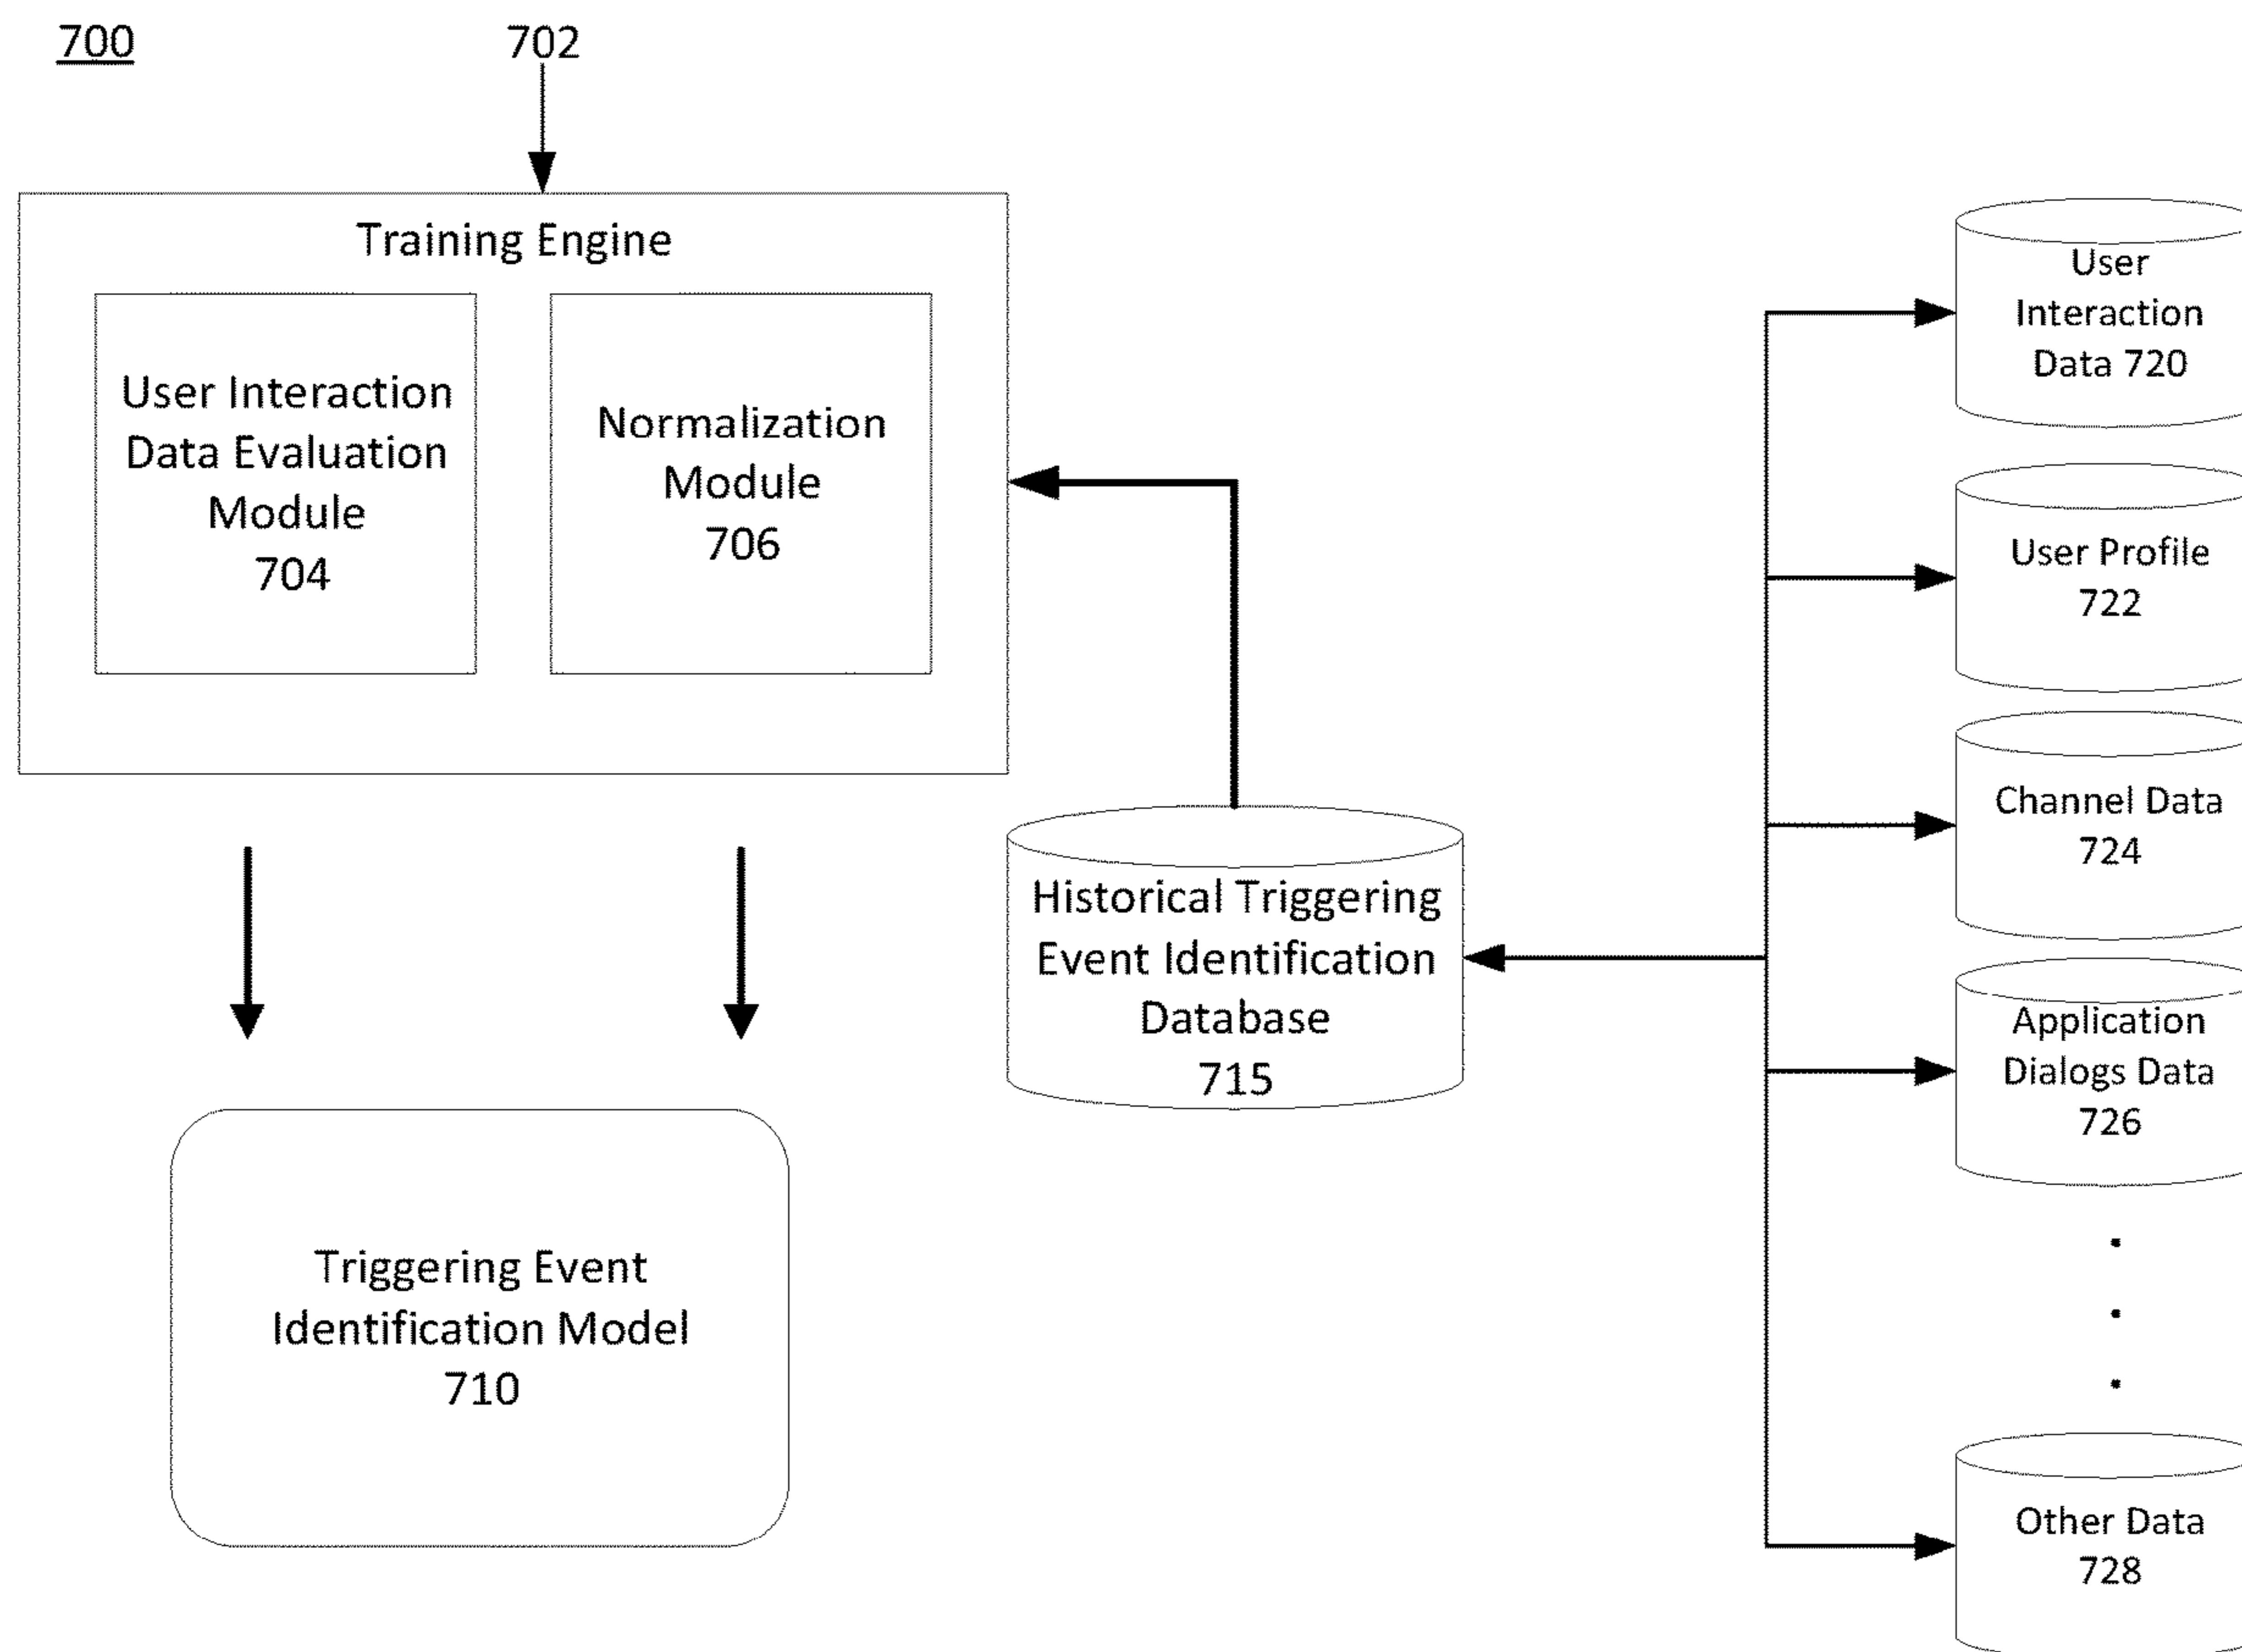 700
702
Training Engine
User Interaction
Data Evaluation
Module
704
Normalization
Module
706
Historical Triggering
Event Identification
Database
715
Triggering Event
Identification Model
710
User
Interaction
Data 720
User Profile
722
Channel Data
724
Application
Dialogs Data
726
Other Data
728